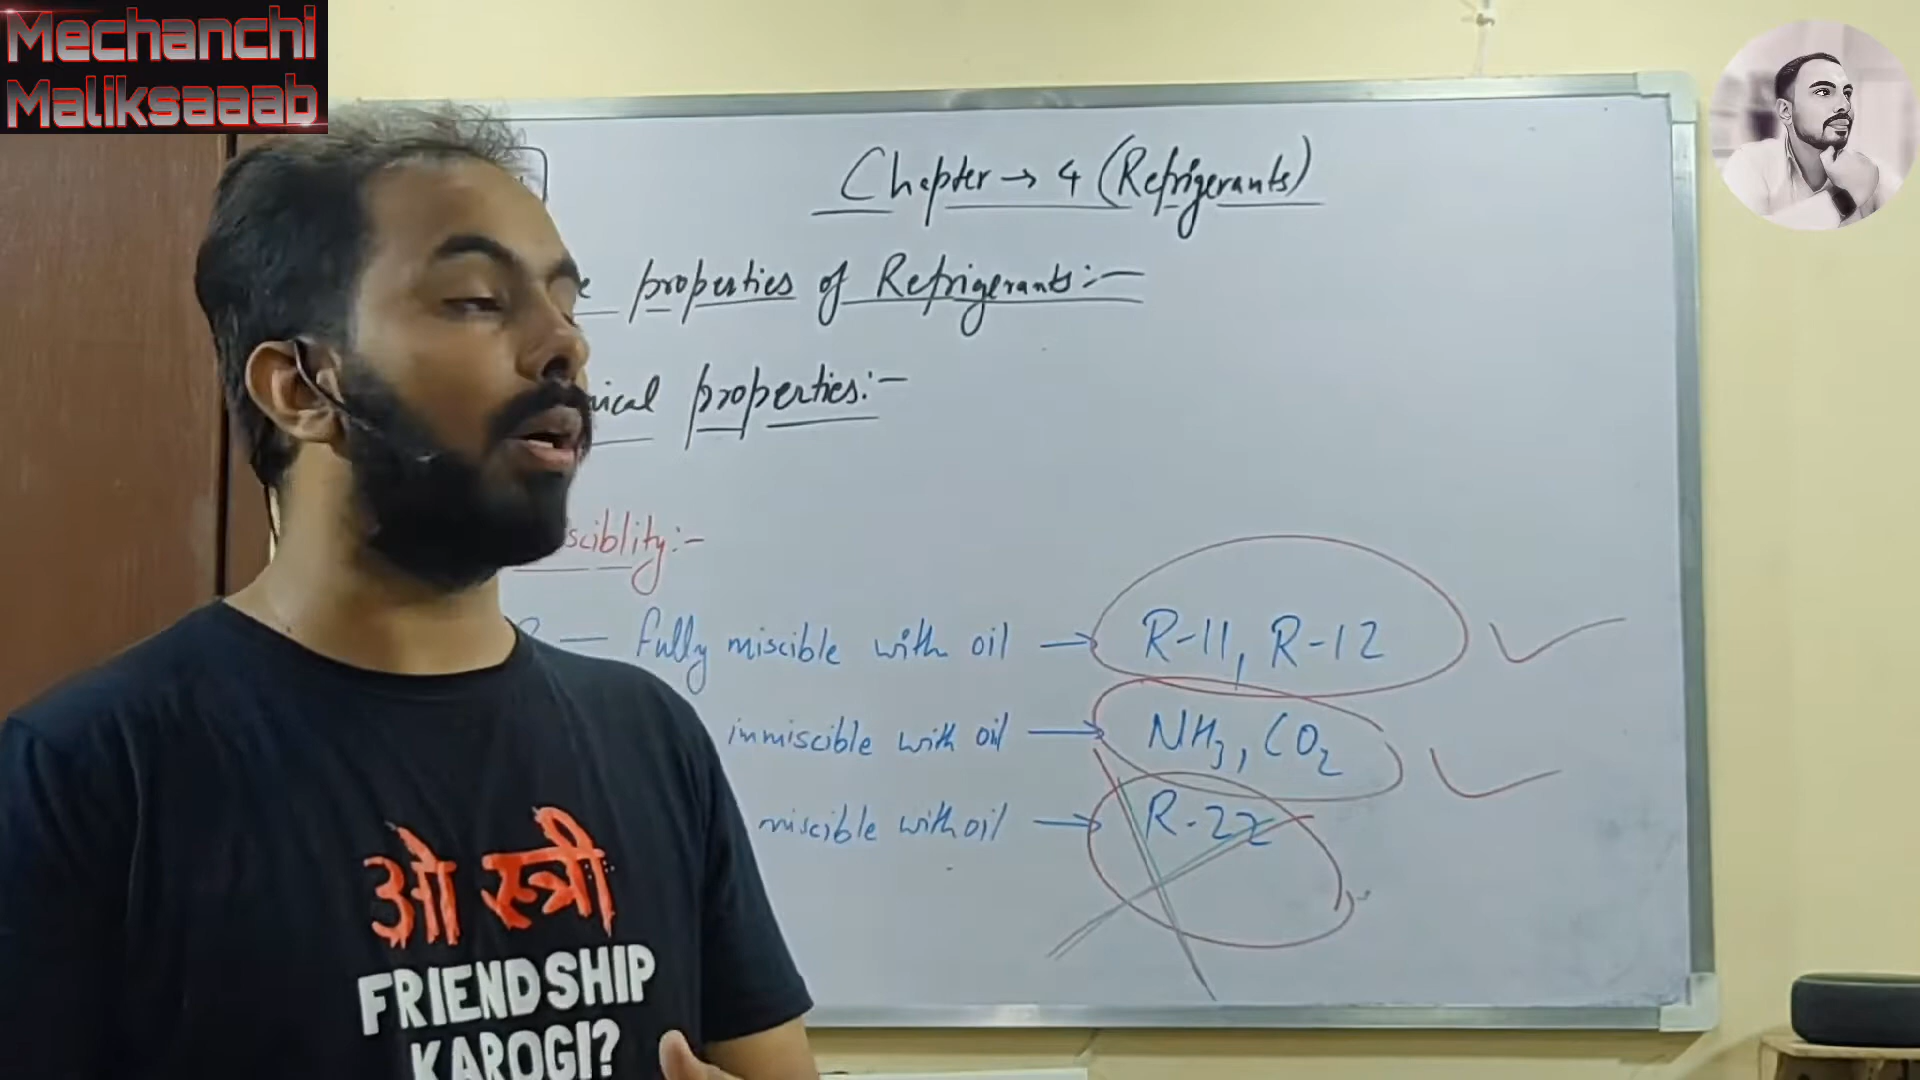 Mechanchi
Maliksaaab
Chapter → 4 (Refrigerants)
properties of Refrigerants:-
properties:-
fully miscible with oil → R-11, R-12
immiscible with oil → NH3, CO2
miscible with oil → R-22
ओ स्त्री
FRIENDSHIP
KAROGI?